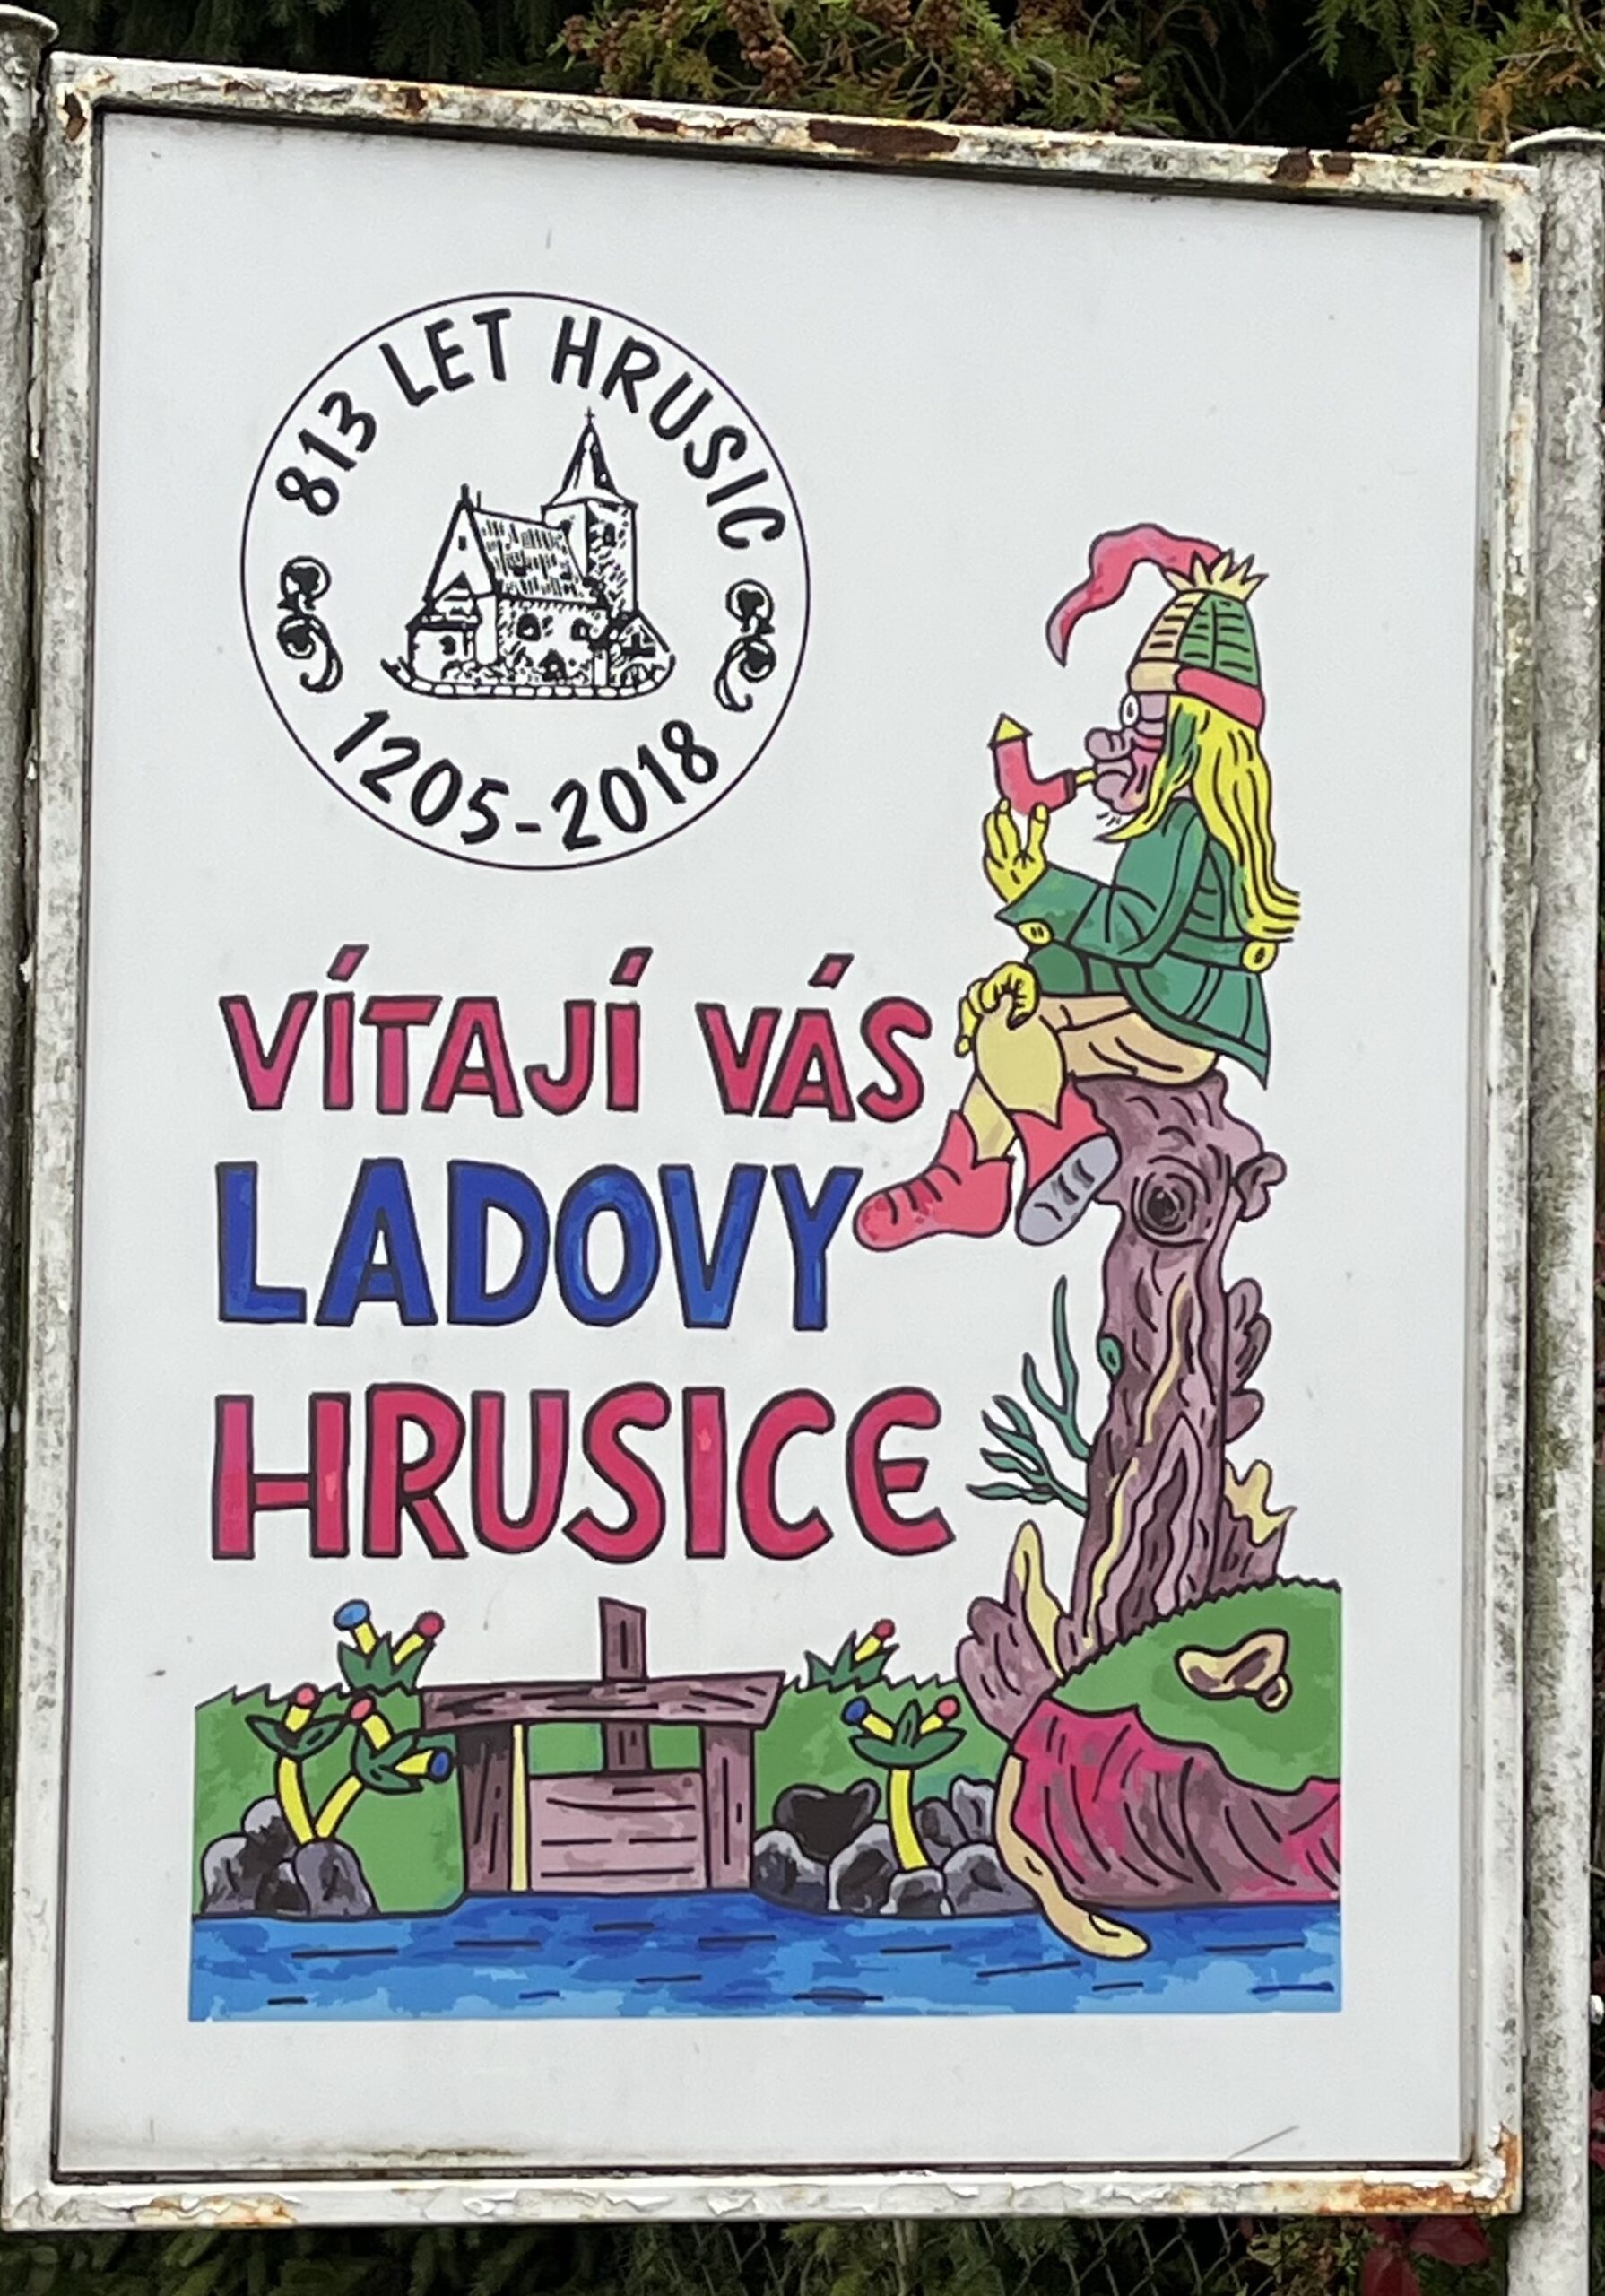 813 LET HRUSIC
1205-2018
VÍTAJÍ VÁS
LADOVY
HRUSICE